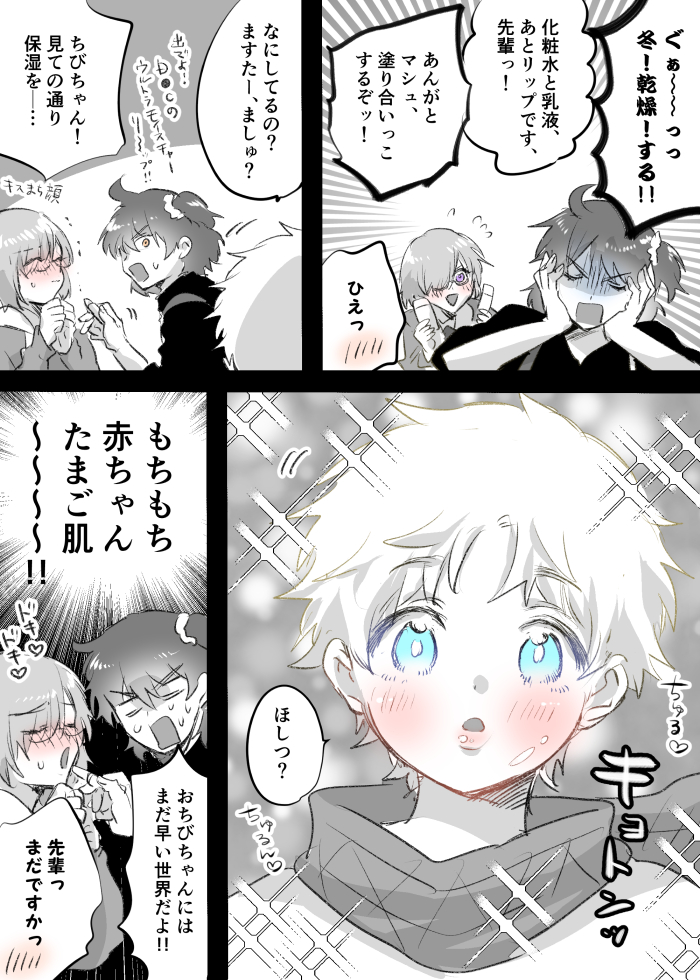 ぐぁ〜〜〜っっ
冬！乾燥！する!!
化粧水と乳液、
あとリップです、
先輩っ！
あんがと
マシュ、
塗り合いっこ
するぞッ！
ひえっ
なにしてるの？
ますたー、ましゅ？
出でよ！
D●Cの
ウルトラモイスチャー
リ〜ップ!!
ちびちゃん！
見ての通り
保湿を——…
キスまち顔
ほしつ？
キョトンッ
ちゅる♡
ちゅるん♡
もちもち
赤ちゃん
たまご肌
〜〜〜〜〜!!
ドキ♡
ドキ♡
おちびちゃんには
まだ早い世界だよ!!
先輩っ
まだですかっ